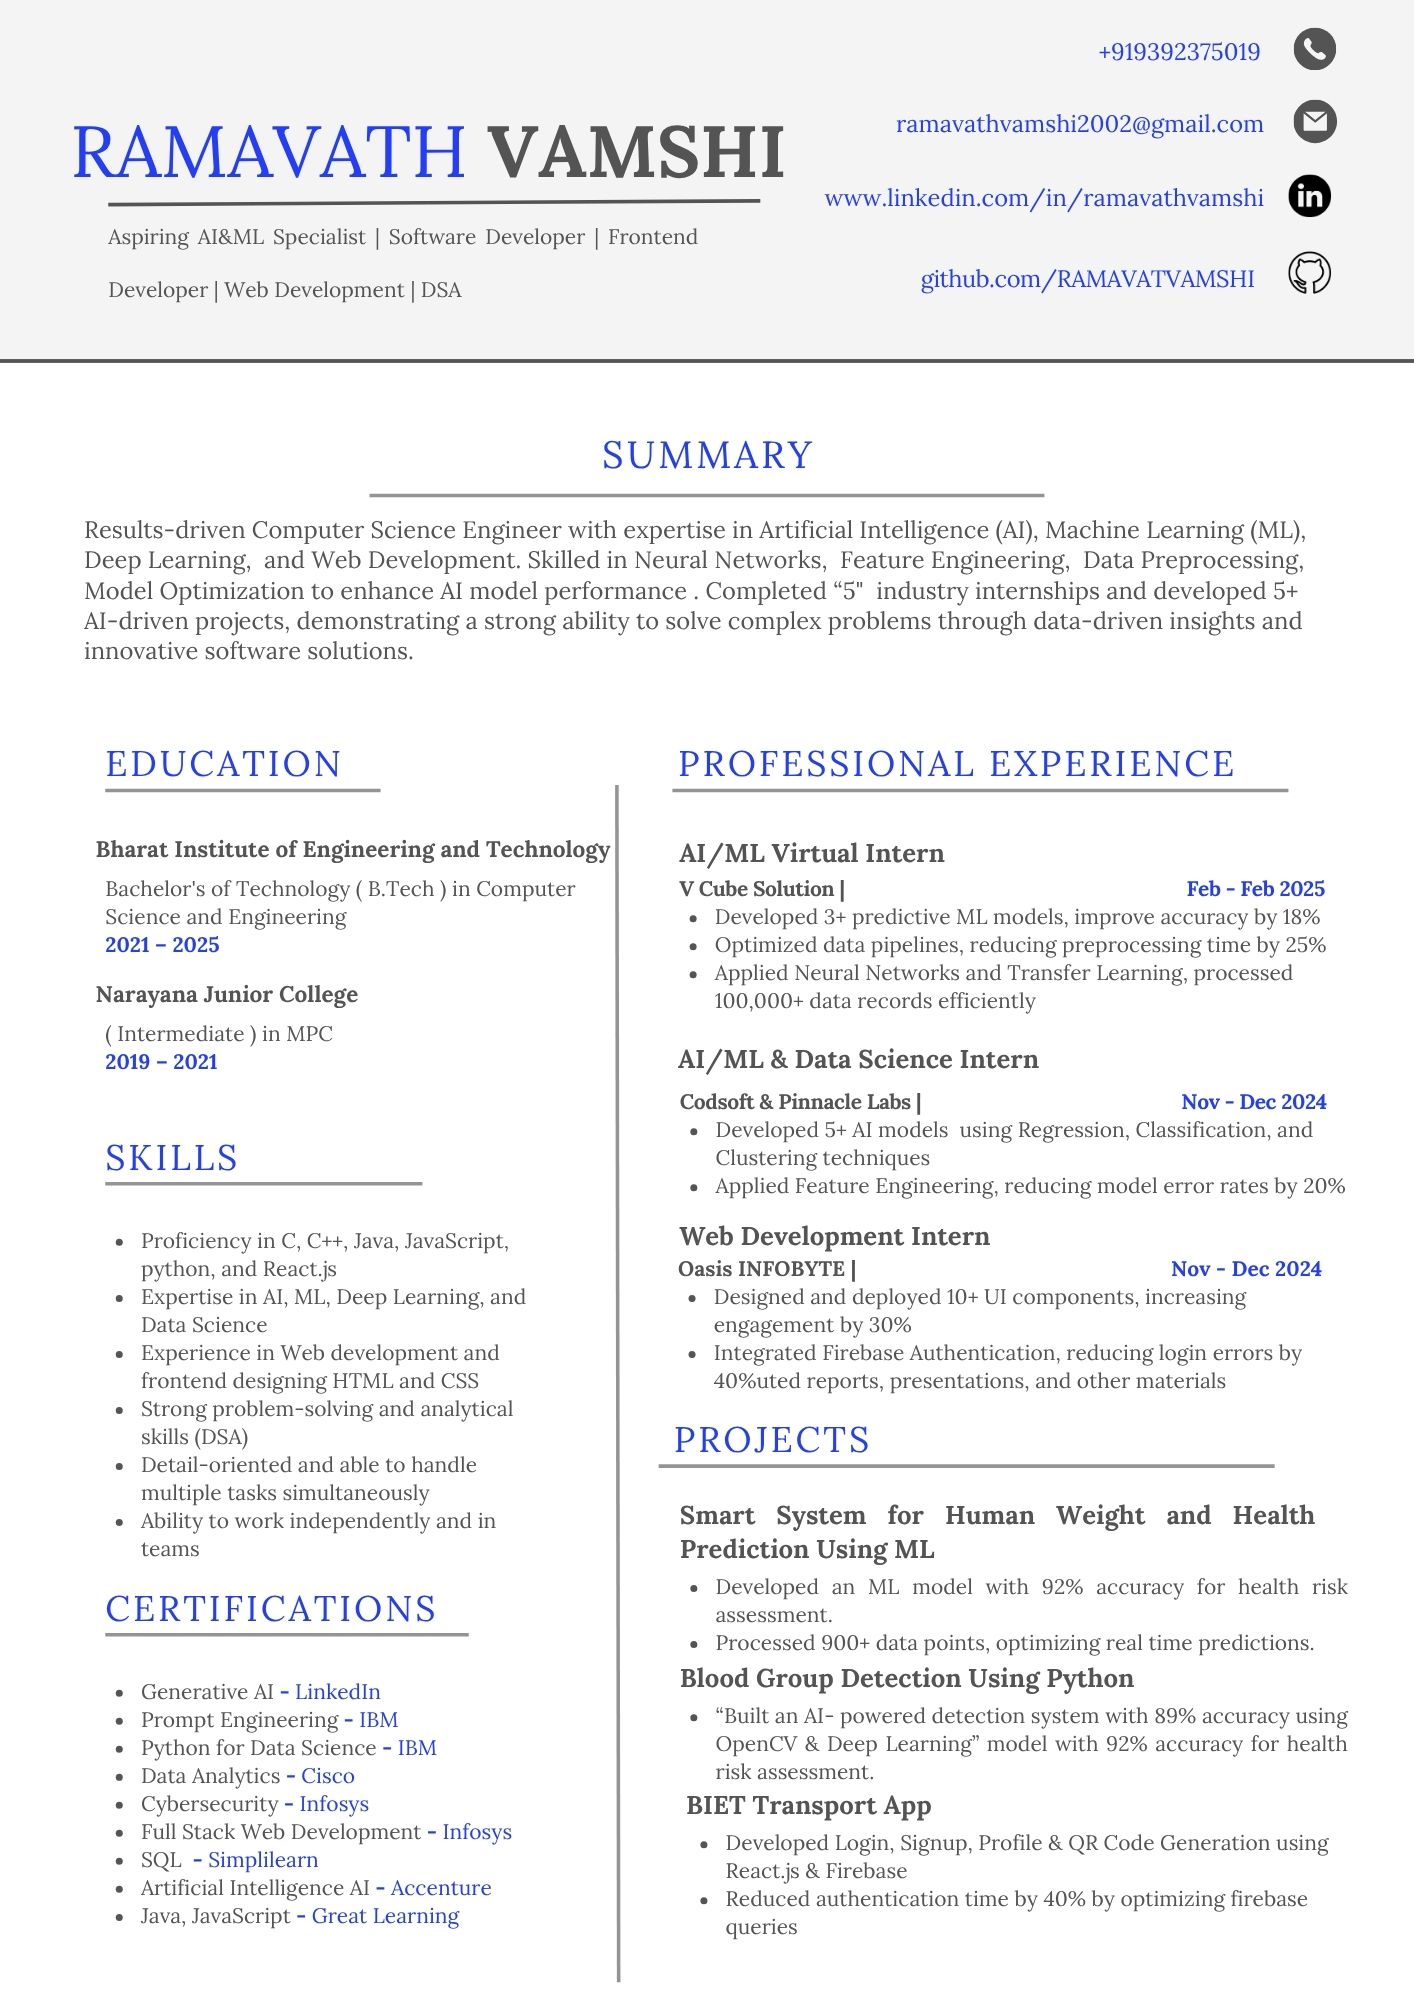 +919392375019
ramavathvamshi2002@gmail.com
www.linkedin.com/in/ramavathvamshi
github.com/RAMAVATVAMSHI
RAMAVATH VAMSHI
Aspiring AI&ML Specialist | Software Developer | Frontend
Developer | Web Development | DSA
SUMMARY
Results-driven Computer Science Engineer with expertise in Artificial Intelligence (AI), Machine Learning (ML),
Deep Learning, and Web Development. Skilled in Neural Networks, Feature Engineering, Data Preprocessing,
Model Optimization to enhance AI model performance . Completed “5" industry internships and developed 5+
AI-driven projects, demonstrating a strong ability to solve complex problems through data-driven insights and
innovative software solutions.
EDUCATION
Bharat Institute of Engineering and Technology
Bachelor's of Technology ( B.Tech ) in Computer
Science and Engineering
2021 – 2025
Narayana Junior College
( Intermediate ) in MPC
2019 – 2021
SKILLS
• Proficiency in C, C++, Java, JavaScript,
python, and React.js
• Expertise in AI, ML, Deep Learning, and
Data Science
• Experience in Web development and
frontend designing HTML and CSS
• Strong problem-solving and analytical
skills (DSA)
• Detail-oriented and able to handle
multiple tasks simultaneously
• Ability to work independently and in
teams
CERTIFICATIONS
• Generative AI - LinkedIn
• Prompt Engineering - IBM
• Python for Data Science - IBM
• Data Analytics - Cisco
• Cybersecurity - Infosys
• Full Stack Web Development - Infosys
• SQL - Simplilearn
• Artificial Intelligence AI - Accenture
• Java, JavaScript - Great Learning
PROFESSIONAL EXPERIENCE
AI/ML Virtual Intern
V Cube Solution | Feb - Feb 2025
• Developed 3+ predictive ML models, improve accuracy by 18%
• Optimized data pipelines, reducing preprocessing time by 25%
• Applied Neural Networks and Transfer Learning, processed
100,000+ data records efficiently
AI/ML & Data Science Intern
Codsoft & Pinnacle Labs | Nov - Dec 2024
• Developed 5+ AI models using Regression, Classification, and
Clustering techniques
• Applied Feature Engineering, reducing model error rates by 20%
Web Development Intern
Oasis INFOBYTE | Nov - Dec 2024
• Designed and deployed 10+ UI components, increasing
engagement by 30%
• Integrated Firebase Authentication, reducing login errors by
40%uted reports, presentations, and other materials
PROJECTS
Smart System for Human Weight and Health
Prediction Using ML
• Developed an ML model with 92% accuracy for health risk
assessment.
• Processed 900+ data points, optimizing real time predictions.
Blood Group Detection Using Python
• “Built an AI- powered detection system with 89% accuracy using
OpenCV & Deep Learning” model with 92% accuracy for health
risk assessment.
BIET Transport App
• Developed Login, Signup, Profile & QR Code Generation using
React.js & Firebase
• Reduced authentication time by 40% by optimizing firebase
queries